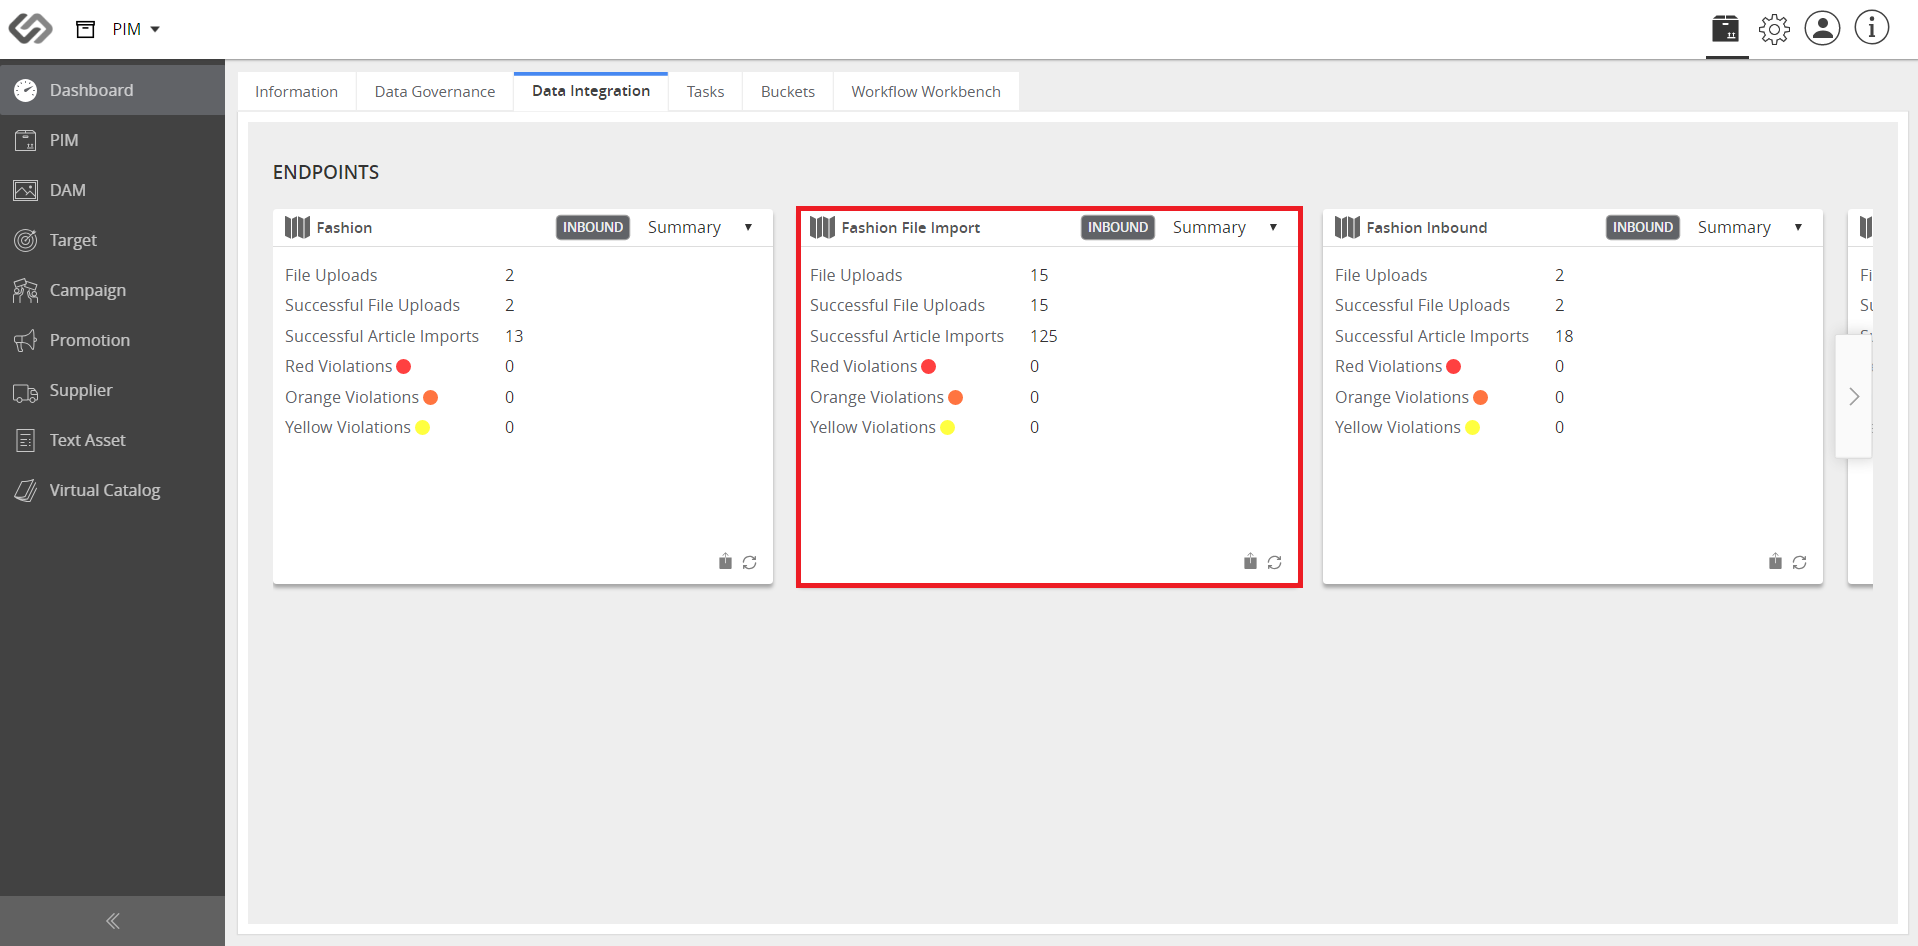 PIM
Dashboard
PIM
DAM
Target
Campaign
Promotion
Supplier
Text Asset
Virtual Catalog
Information
Data Governance
Data Integration
Tasks
Buckets
Workflow Workbench
ENDPOINTS
Fashion INBOUND Summary
File Uploads 2
Successful File Uploads 2
Successful Article Imports 13
Red Violations 0
Orange Violations 0
Yellow Violations 0
Fashion File Import INBOUND Summary
File Uploads 15
Successful File Uploads 15
Successful Article Imports 125
Red Violations 0
Orange Violations 0
Yellow Violations 0
Fashion Inbound INBOUND Summary
File Uploads 2
Successful File Uploads 2
Successful Article Imports 18
Red Violations 0
Orange Violations 0
Yellow Violations 0